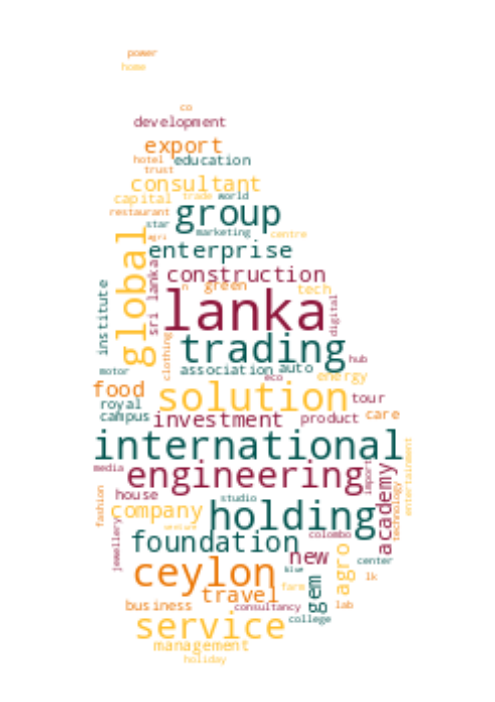 power
home
co
development
export
hotel education
trust
consultant
capital trade world
restaurant group
star marketing centre
agri
global enterprise
construction
sri lanka n green tech
institute lanka digital
clothing trading hub
motor association auto
eco energy
food solution
royal tour
campus investment product care
international
media engineering import
house studio academy
fashion company holding technology entertainment
venture colombo
jewellery foundation new center
blue lk
ceylon gem agro
farm
travel
business consultancy lab
service college
management
holiday